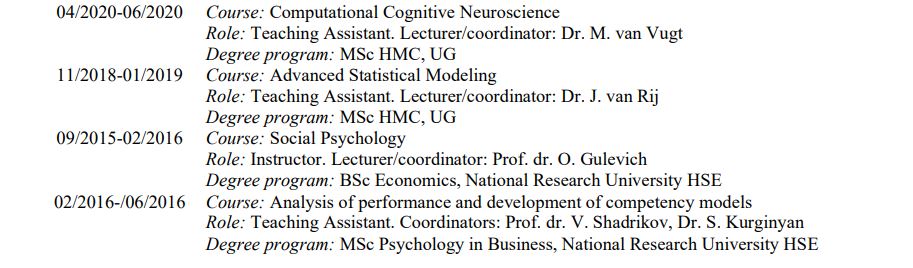 04/2020-06/2020 Course: Computational Cognitive Neuroscience
Role: Teaching Assistant. Lecturer/coordinator: Dr. M. van Vugt
Degree program: MSc HMC, UG
11/2018-01/2019 Course: Advanced Statistical Modeling
Role: Teaching Assistant. Lecturer/coordinator: Dr. J. van Rij
Degree program: MSc HMC, UG
09/2015-02/2016 Course: Social Psychology
Role: Instructor. Lecturer/coordinator: Prof. dr. O. Gulevich
Degree program: BSc Economics, National Research University HSE
02/2016-/06/2016 Course: Analysis of performance and development of competency models
Role: Teaching Assistant. Coordinators: Prof. dr. V. Shadrikov, Dr. S. Kurginyan
Degree program: MSc Psychology in Business, National Research University HSE